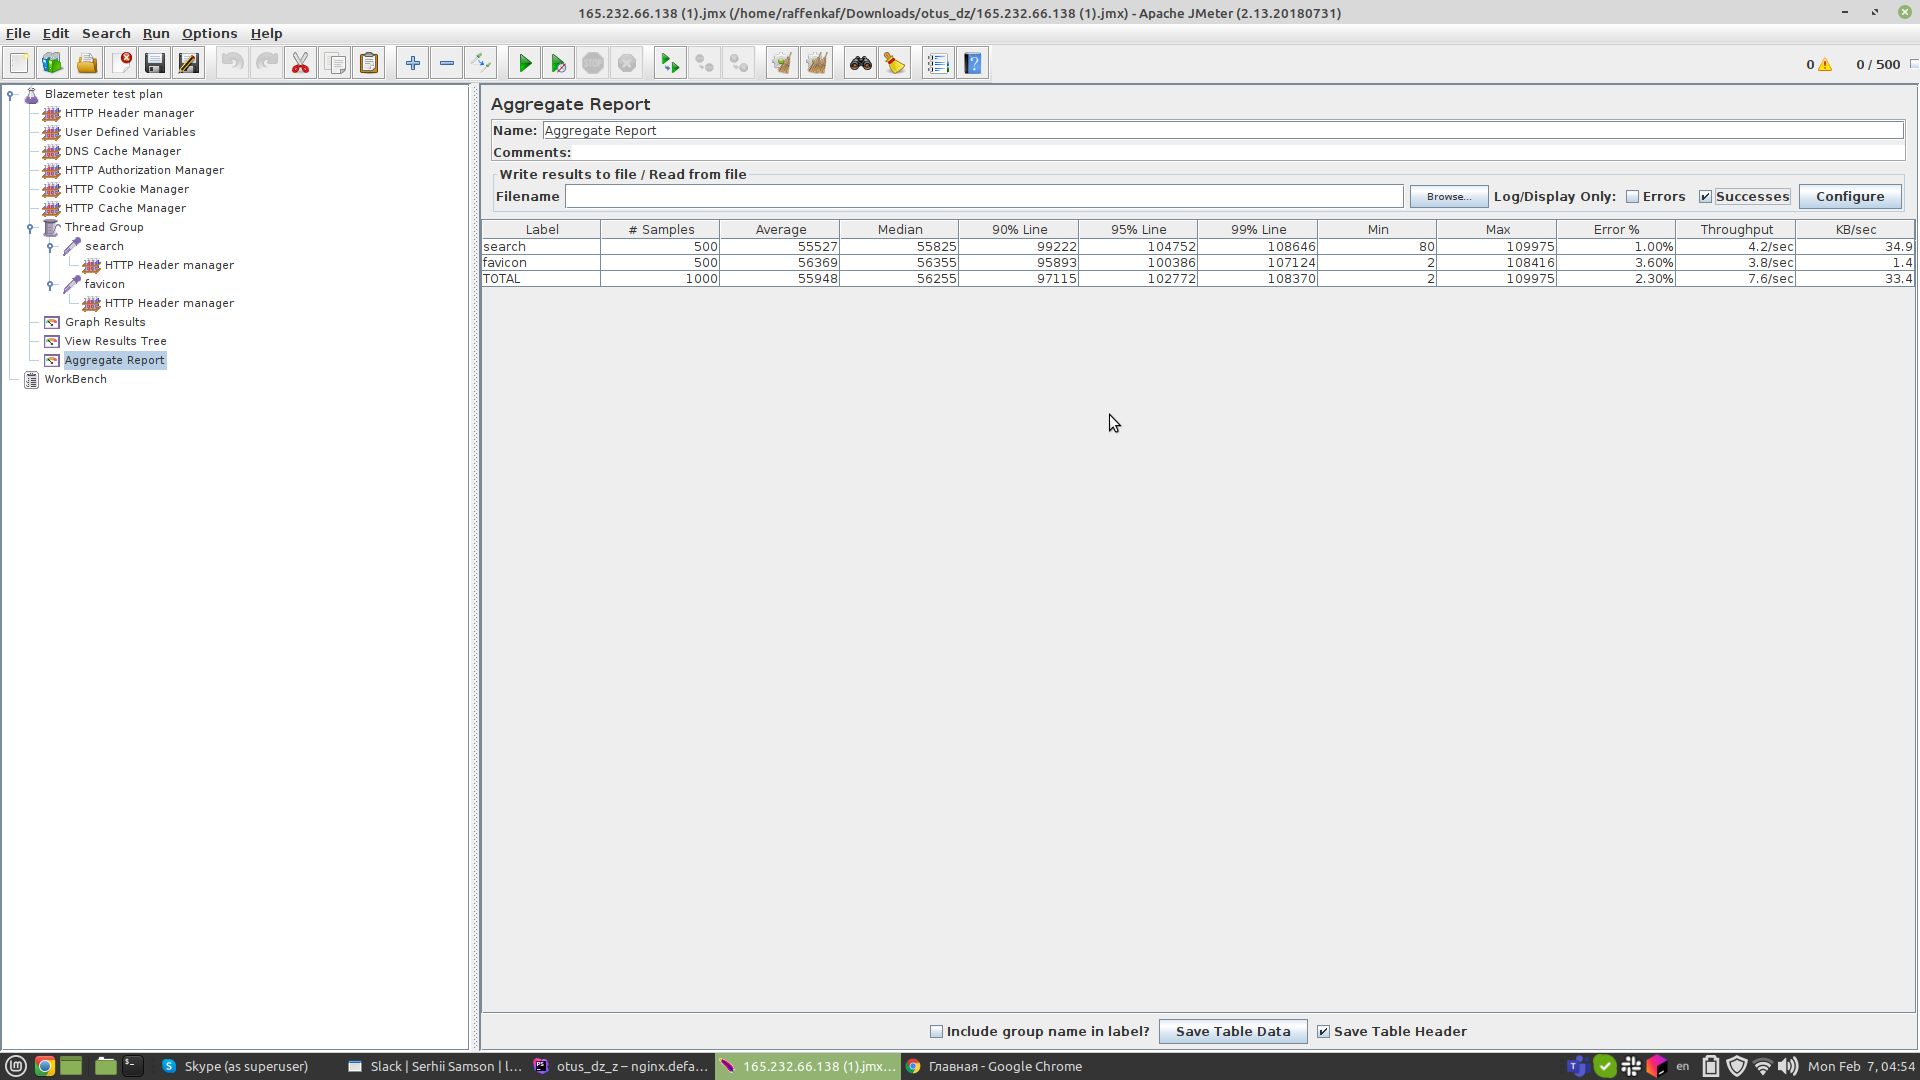 165.232.66.138 (1).jmx (/home/raffenkaf/Downloads/otus_dz/165.232.66.138 (1).jmx) - Apache JMeter (2.13.20180731)
File Edit Search Run Options Help
0 0 / 500
Blazemeter test plan
HTTP Header manager
User Defined Variables
DNS Cache Manager
HTTP Authorization Manager
HTTP Cookie Manager
HTTP Cache Manager
Thread Group
search
HTTP Header manager
favicon
HTTP Header manager
Graph Results
View Results Tree
Aggregate Report
WorkBench
Aggregate Report
Name: Aggregate Report
Comments:
Write results to file / Read from file
Filename Browse... Log/Display Only: Errors Successes Configure
Label # Samples Average Median 90% Line 95% Line 99% Line Min Max Error % Throughput KB/sec
search 500 55527 55825 99222 104752 108646 80 109975 1.00% 4.2/sec 34.9
favicon 500 56369 56355 95893 100386 107124 2 108416 3.60% 3.8/sec 1.4
TOTAL 1000 55948 56255 97115 102772 108370 2 109975 2.30% 7.6/sec 33.4
Include group name in label? Save Table Data Save Table Header
Skype (as superuser) Slack | Serhii Samson | l... otus_dz_z – nginx.defa... 165.232.66.138 (1).jmx... Главная - Google Chrome en Mon Feb 7, 04:54